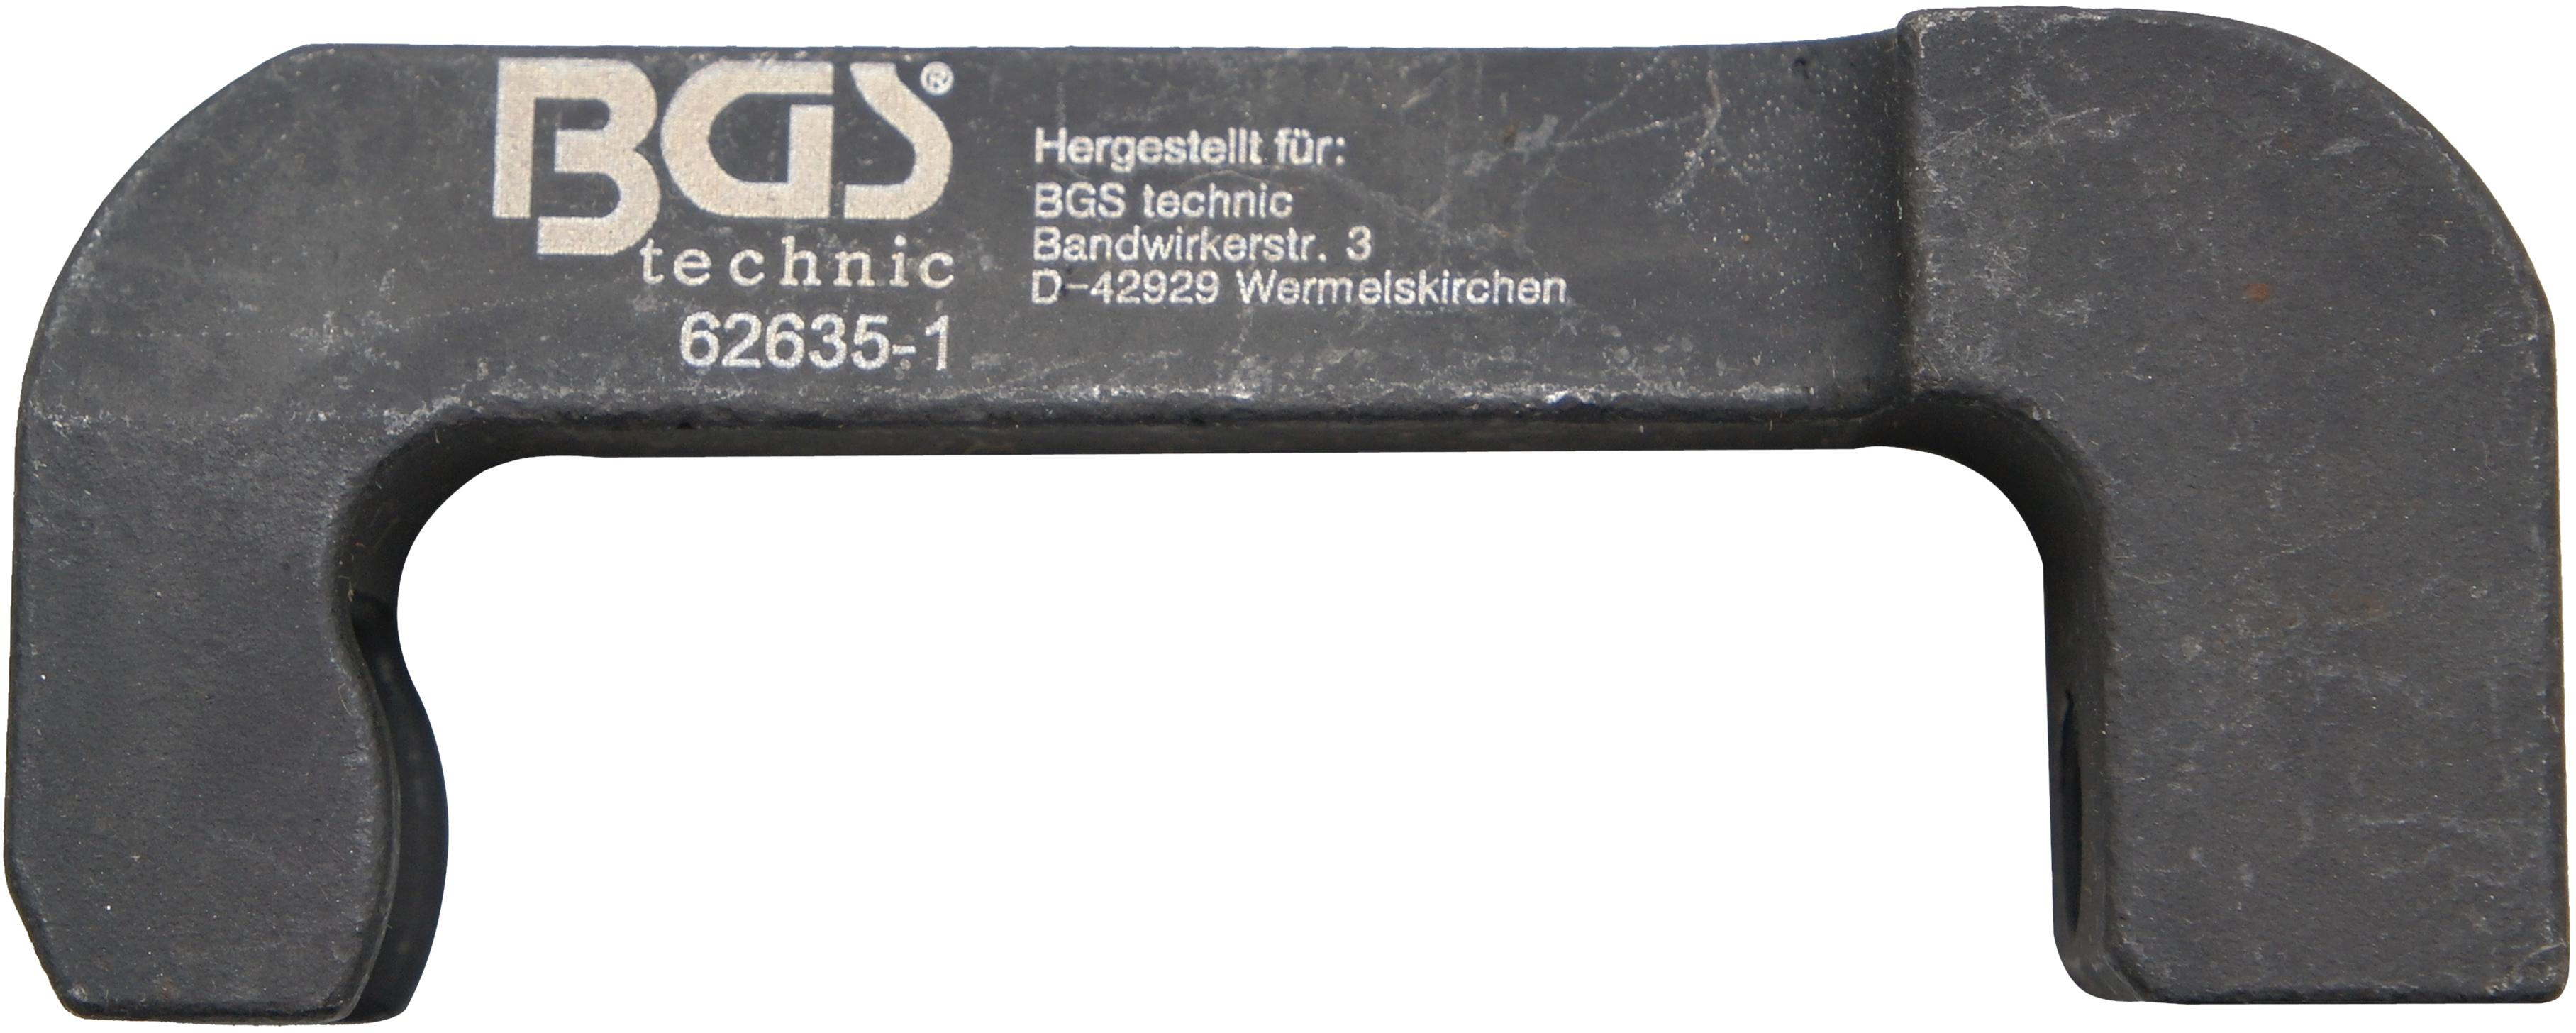 BGS®
technic
62635-1
Hergestellt für:
BGS technic
Bandwirkerstr. 3
D-42929 Wermelskirchen